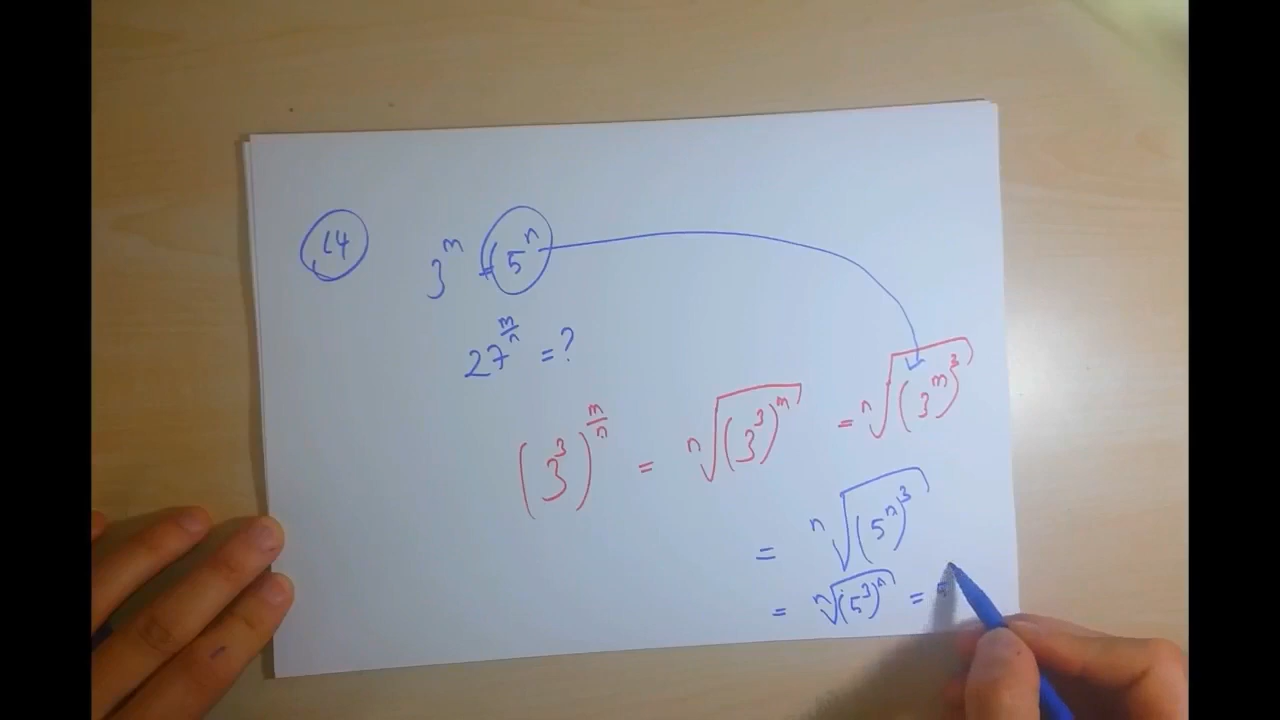 14
3^m = 5^n
27^(m/n) = ?
(3^3)^(m/n) = ⁿ√((3^3)^m) = ⁿ√((3^m)^3)
= ⁿ√((5^n)^3)
= ⁿ√((5^3)^n) =